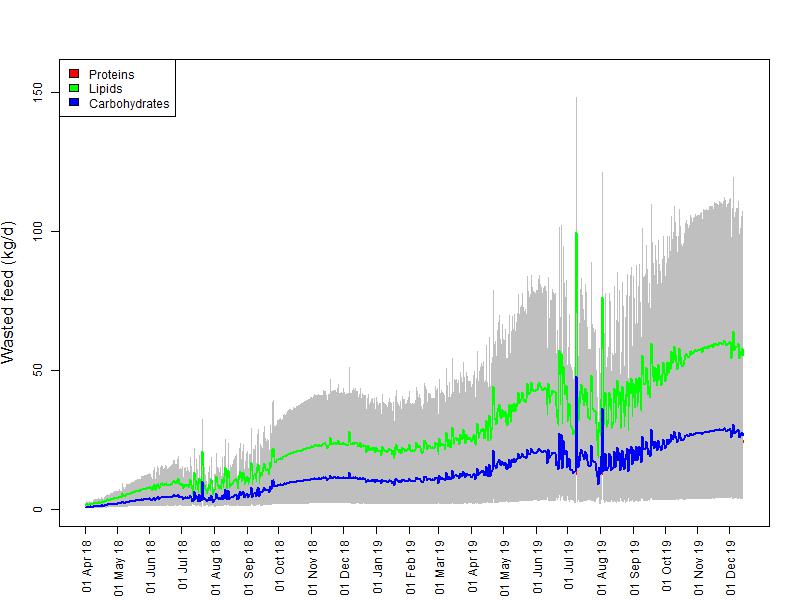 Proteins
Lipids
Carbohydrates
Wasted feed (kg/d)
150
100
50
0
01 Apr 18
01 May 18
01 Jun 18
01 Jul 18
01 Aug 18
01 Sep 18
01 Oct 18
01 Nov 18
01 Dec 18
01 Jan 19
01 Feb 19
01 Mar 19
01 Apr 19
01 May 19
01 Jun 19
01 Jul 19
01 Aug 19
01 Sep 19
01 Oct 19
01 Nov 19
01 Dec 19